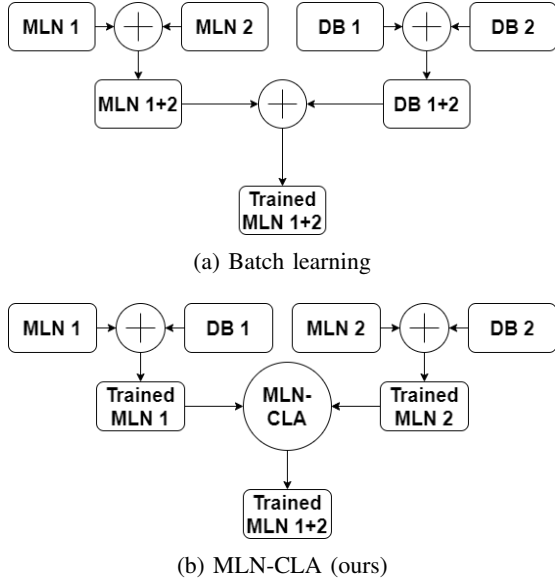 MLN 1
MLN 2
DB 1
DB 2
MLN 1+2
DB 1+2
Trained
MLN 1+2
(a) Batch learning
MLN 1
DB 1
MLN 2
DB 2
Trained
MLN 1
MLN-
CLA
Trained
MLN 2
Trained
MLN 1+2
(b) MLN-CLA (ours)